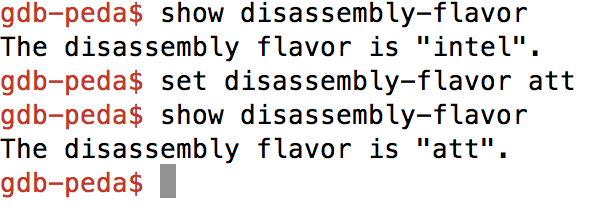 gdb-peda$ show disassembly-flavor
The disassembly flavor is "intel".
gdb-peda$ set disassembly-flavor att
gdb-peda$ show disassembly-flavor
The disassembly flavor is "att".
gdb-peda$